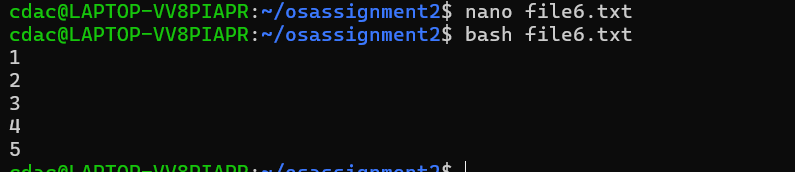 cdac@LAPTOP-VV8PIAPR:~/osassignment2$ nano file6.txt
cdac@LAPTOP-VV8PIAPR:~/osassignment2$ bash file6.txt
1
2
3
4
5
cdac@LAPTOP-VV8PIAPR:~/osassignment2$